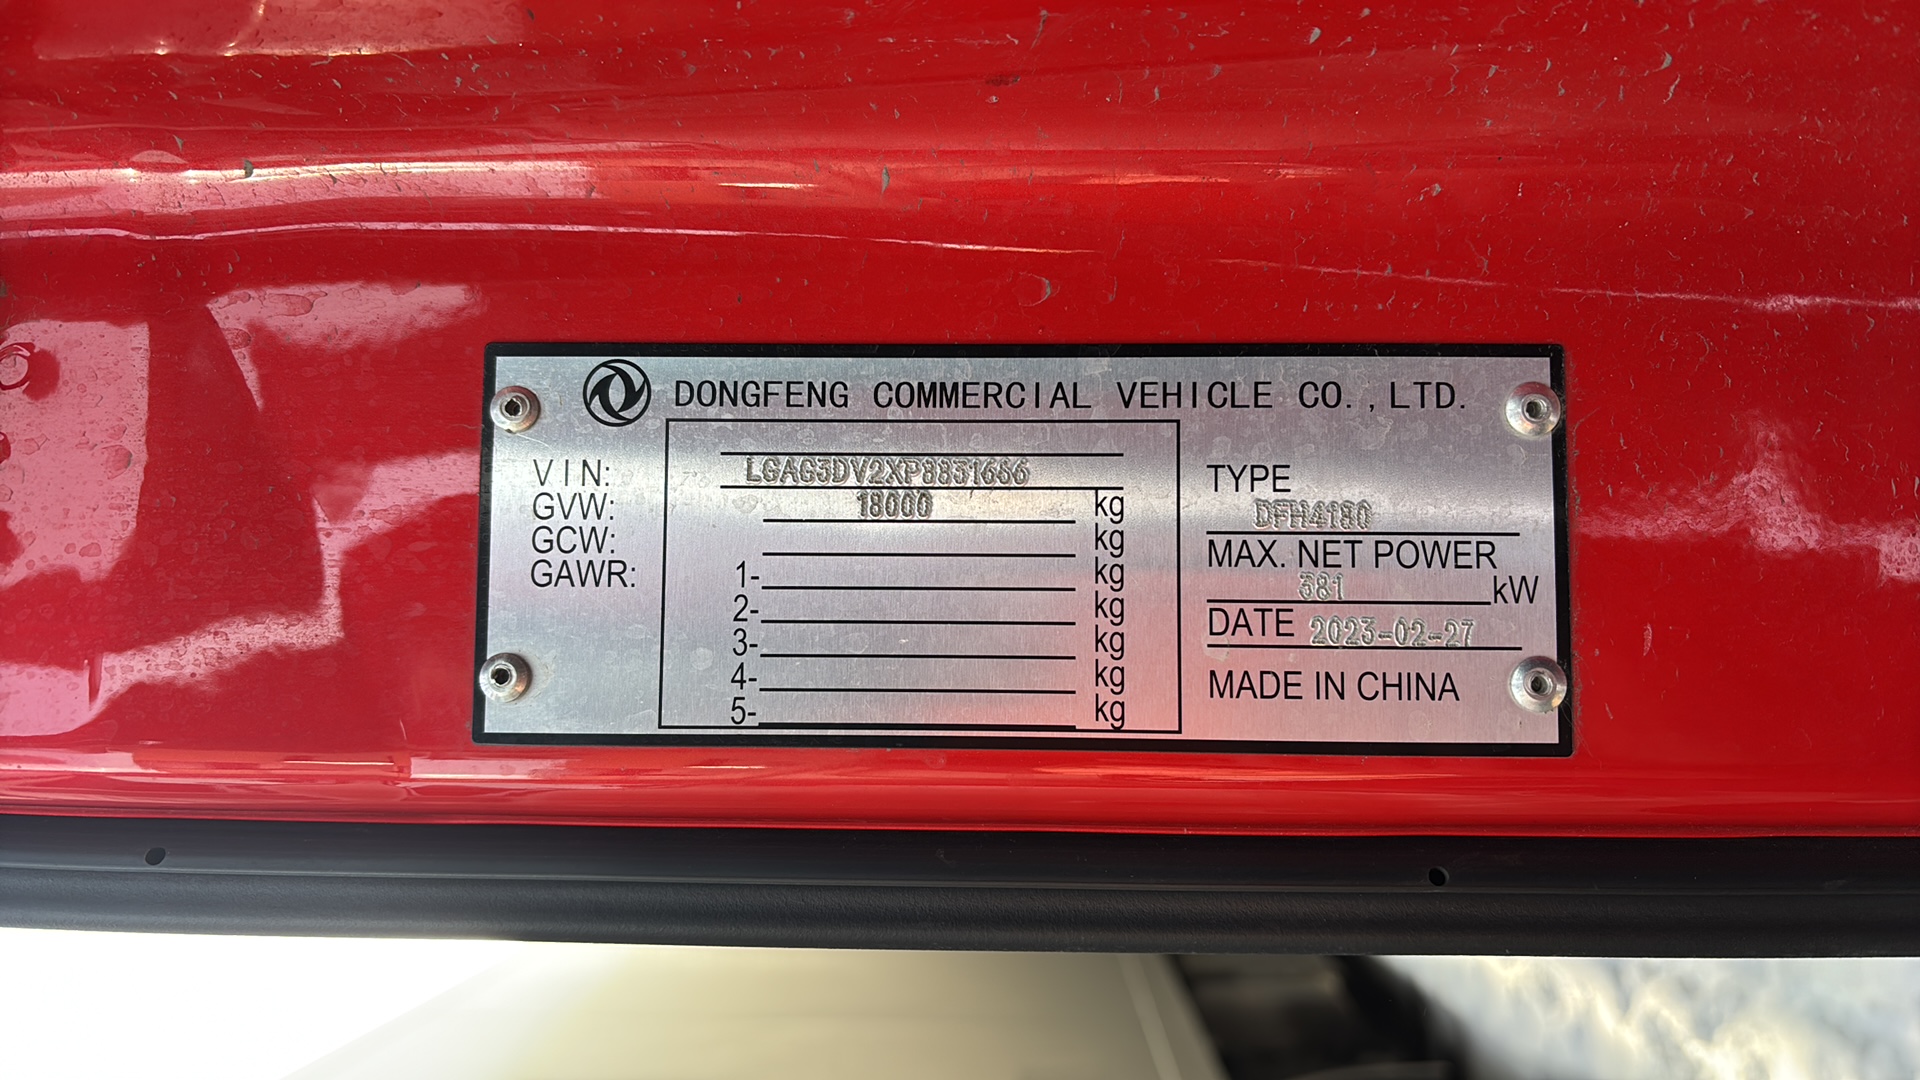 DONGFENG COMMERCIAL VEHICLE CO.,LTD.
VIN: LGAG3DV2XP8831666
GVW: 18000 kg
GCW: kg
GAWR: 1- kg
2- kg
3- kg
4- kg
5- kg
TYPE
DFH4180
MAX. NET POWER
381 kW
DATE 2023-02-27
MADE IN CHINA